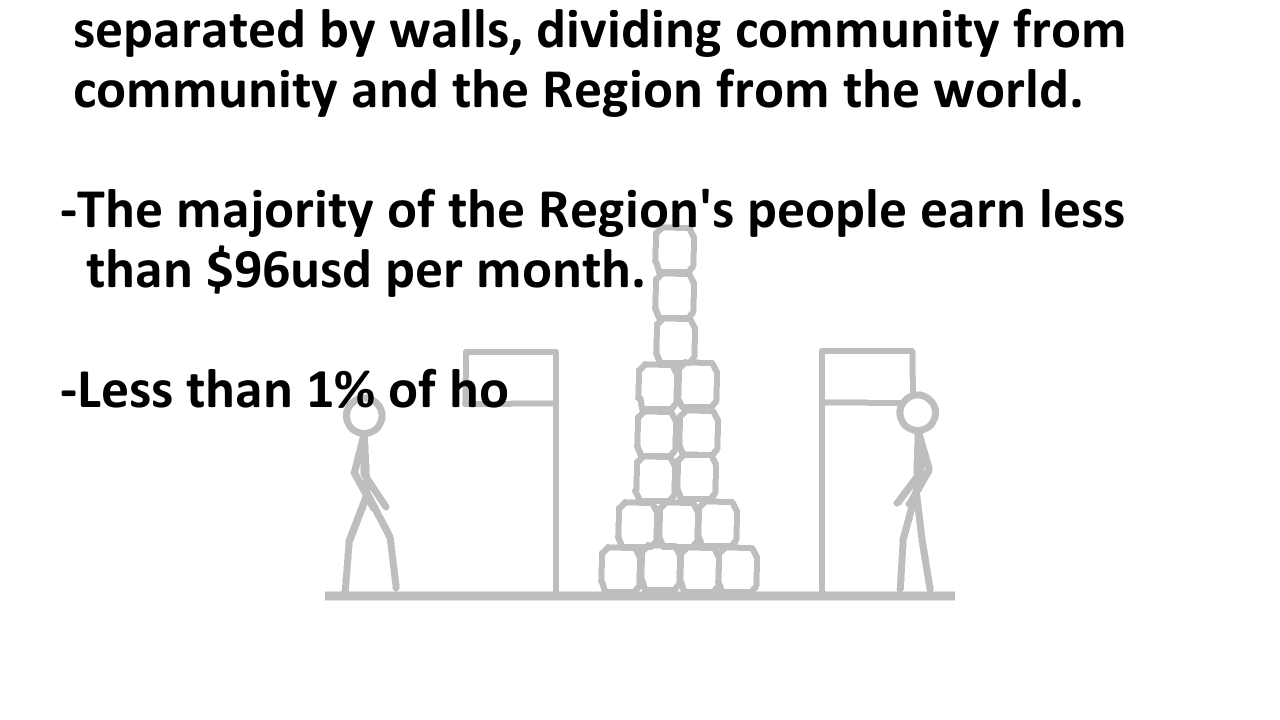 separated by walls, dividing community from
community and the Region from the world.
-The majority of the Region's people earn less
than $96usd per month.
-Less than 1% of ho